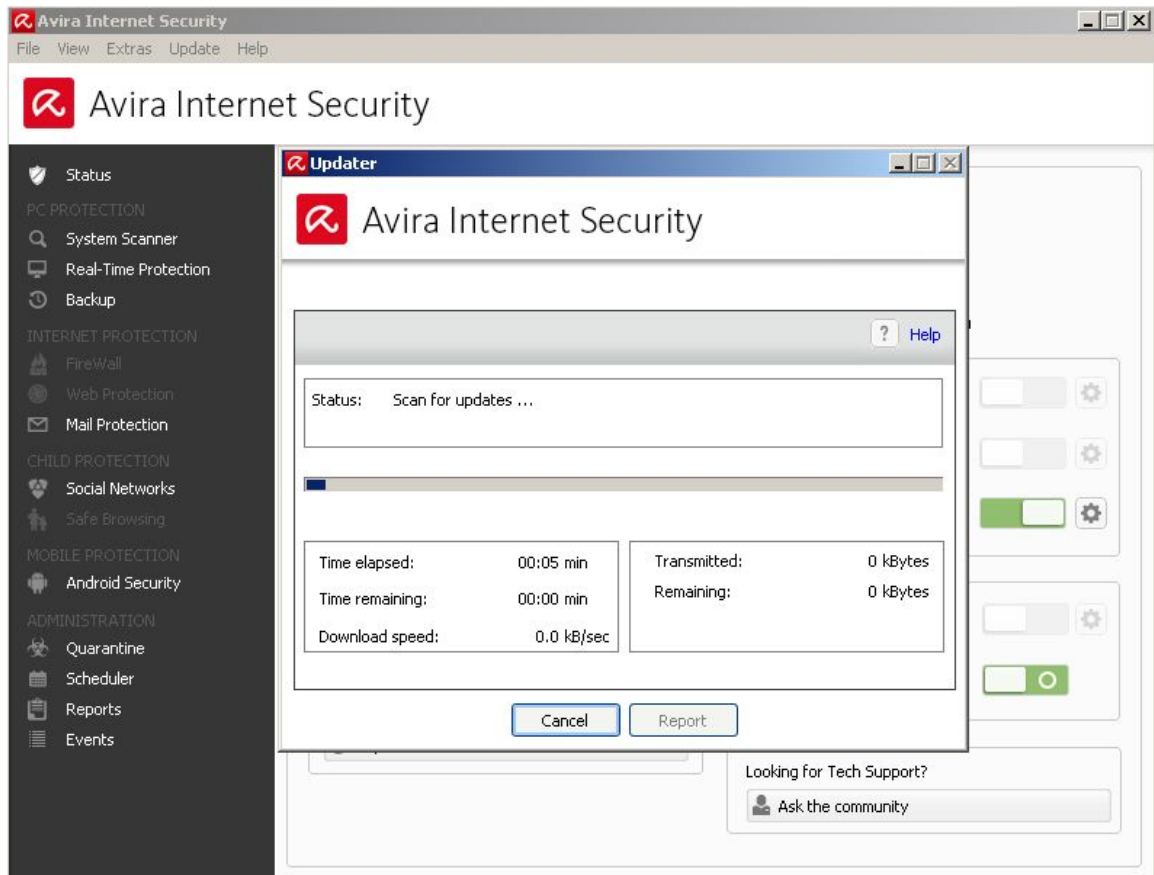 Avira Internet Security
File View Extras Update Help
Avira Internet Security
Status
PC PROTECTION
System Scanner
Real-Time Protection
Backup
INTERNET PROTECTION
FireWall
Web Protection
Mail Protection
CHILD PROTECTION
Social Networks
Safe Browsing
MOBILE PROTECTION
Android Security
ADMINISTRATION
Quarantine
Scheduler
Reports
Events
Updater
Avira Internet Security
? Help
Status: Scan for updates ...
Time elapsed: 00:05 min
Time remaining: 00:00 min
Download speed: 0.0 kB/sec
Transmitted: 0 kBytes
Remaining: 0 kBytes
Cancel Report
Looking for Tech Support?
Ask the community